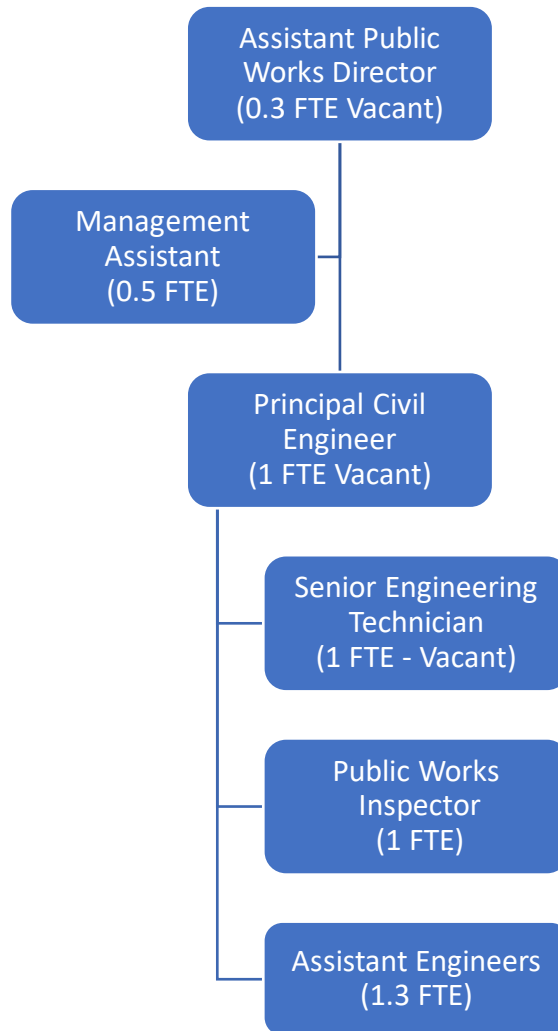 Assistant Public
Works Director
(0.3 FTE Vacant)
Management
Assistant
(0.5 FTE)
Principal Civil
Engineer
(1 FTE Vacant)
Senior Engineering
Technician
(1 FTE - Vacant)
Public Works
Inspector
(1 FTE)
Assistant Engineers
(1.3 FTE)